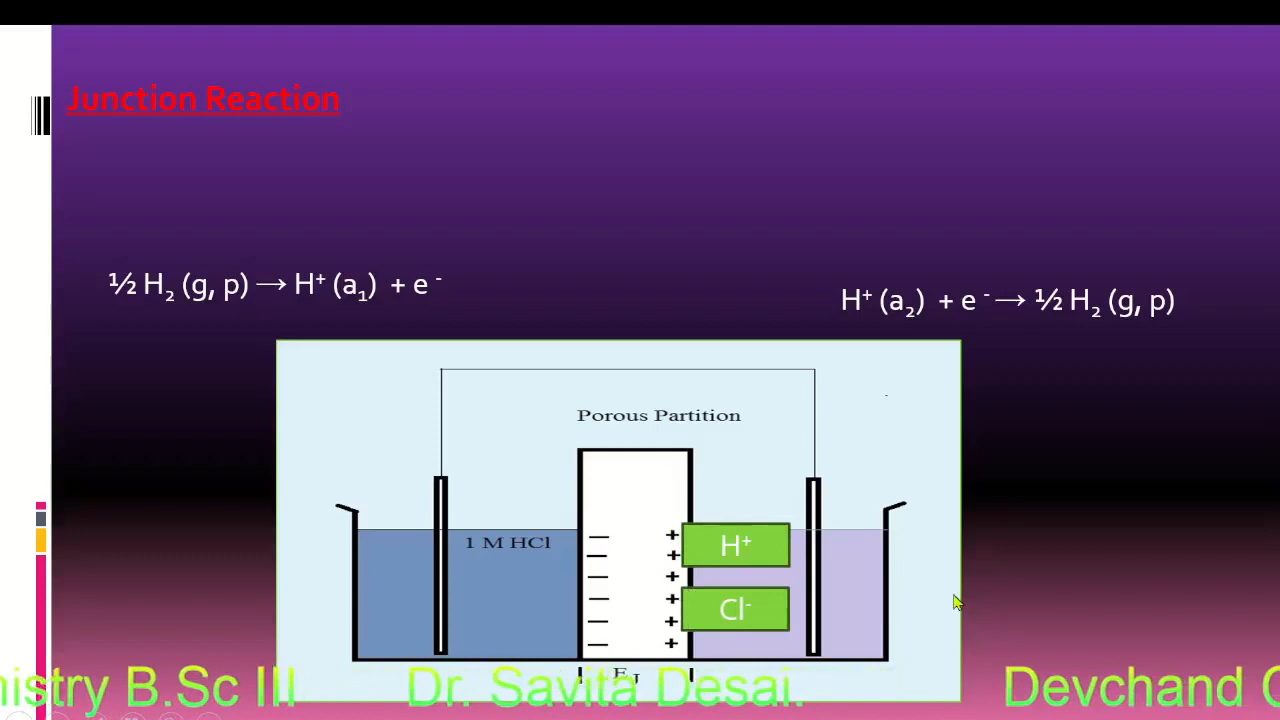 Junction Reaction
½ H₂ (g, p) → H⁺ (a₁) + e ⁻
H⁺ (a₂) + e ⁻ → ½ H₂ (g, p)
Porous Partition
1 M HCl
H⁺
Cl⁻
B.Sc III Dr. Savita Desai. Devchand